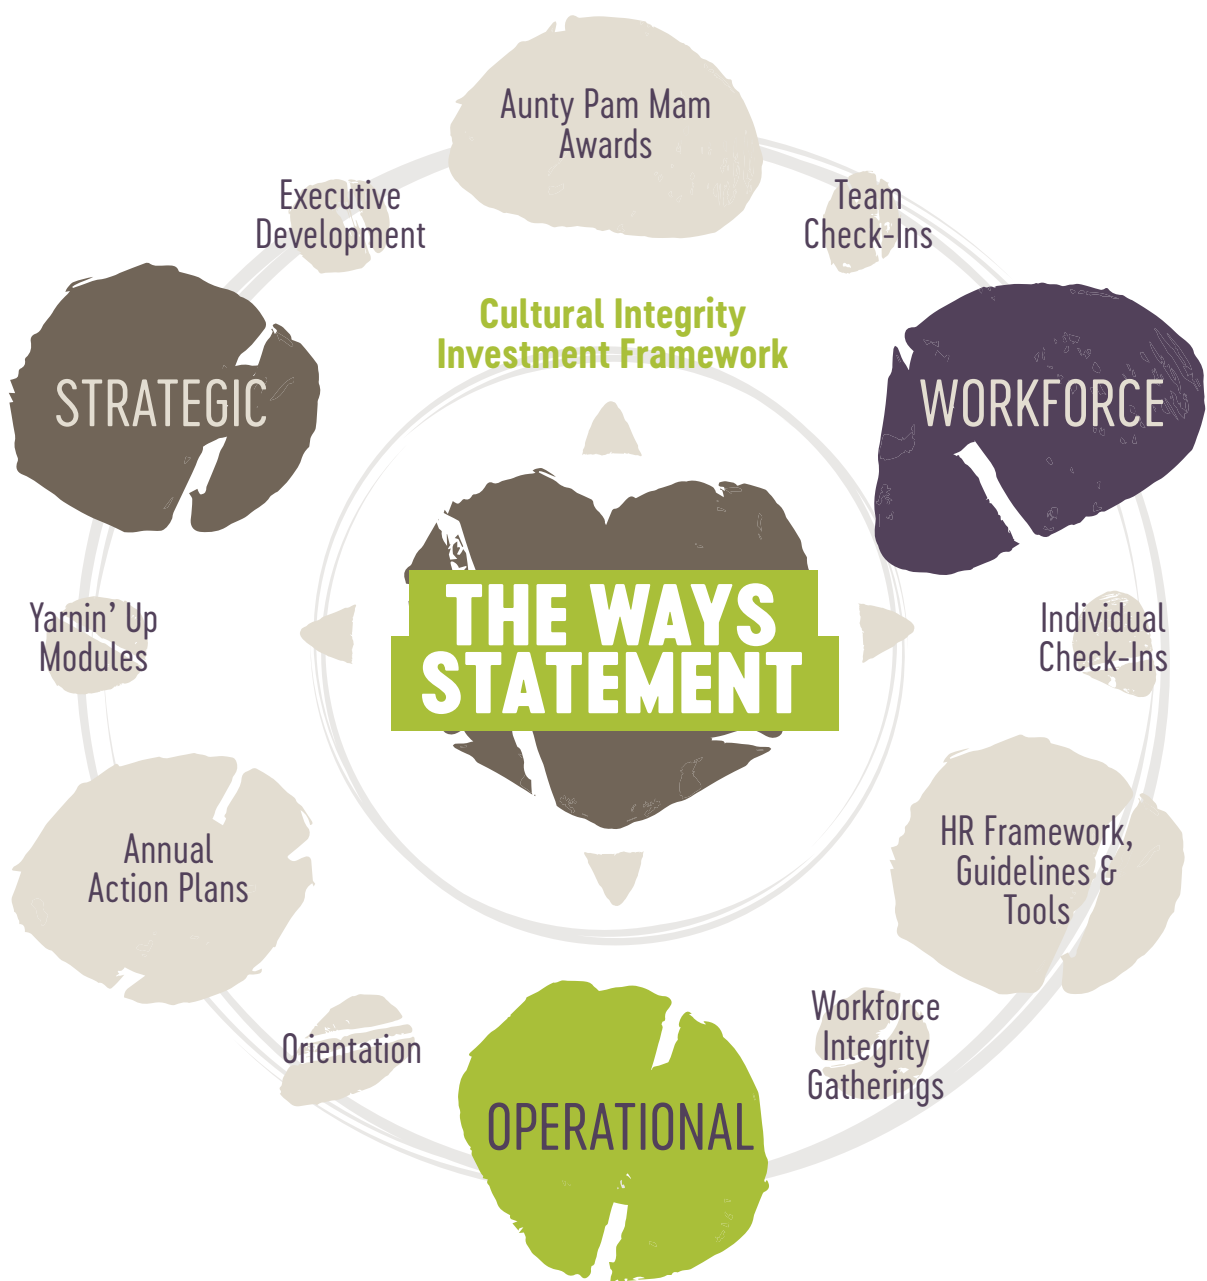 Aunty Pam Mam
Awards
Executive
Development
Team
Check-Ins
Cultural Integrity
Investment Framework
STRATEGIC
WORKFORCE
THE WAYS
STATEMENT
Yarnin’ Up
Modules
Individual
Check-Ins
Annual
Action Plans
HR Framework,
Guidelines &
Tools
Orientation
Workforce
Integrity
Gatherings
OPERATIONAL